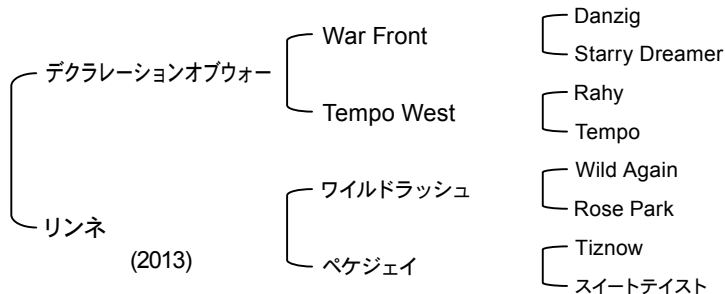 デクラレーションオブウォー
War Front
Danzig
Starry Dreamer
Tempo West
Rahy
Tempo
リンネ
(2013)
ワイルドラッシュ
Wild Again
Rose Park
ペケジェイ
Tiznow
スイートテイスト